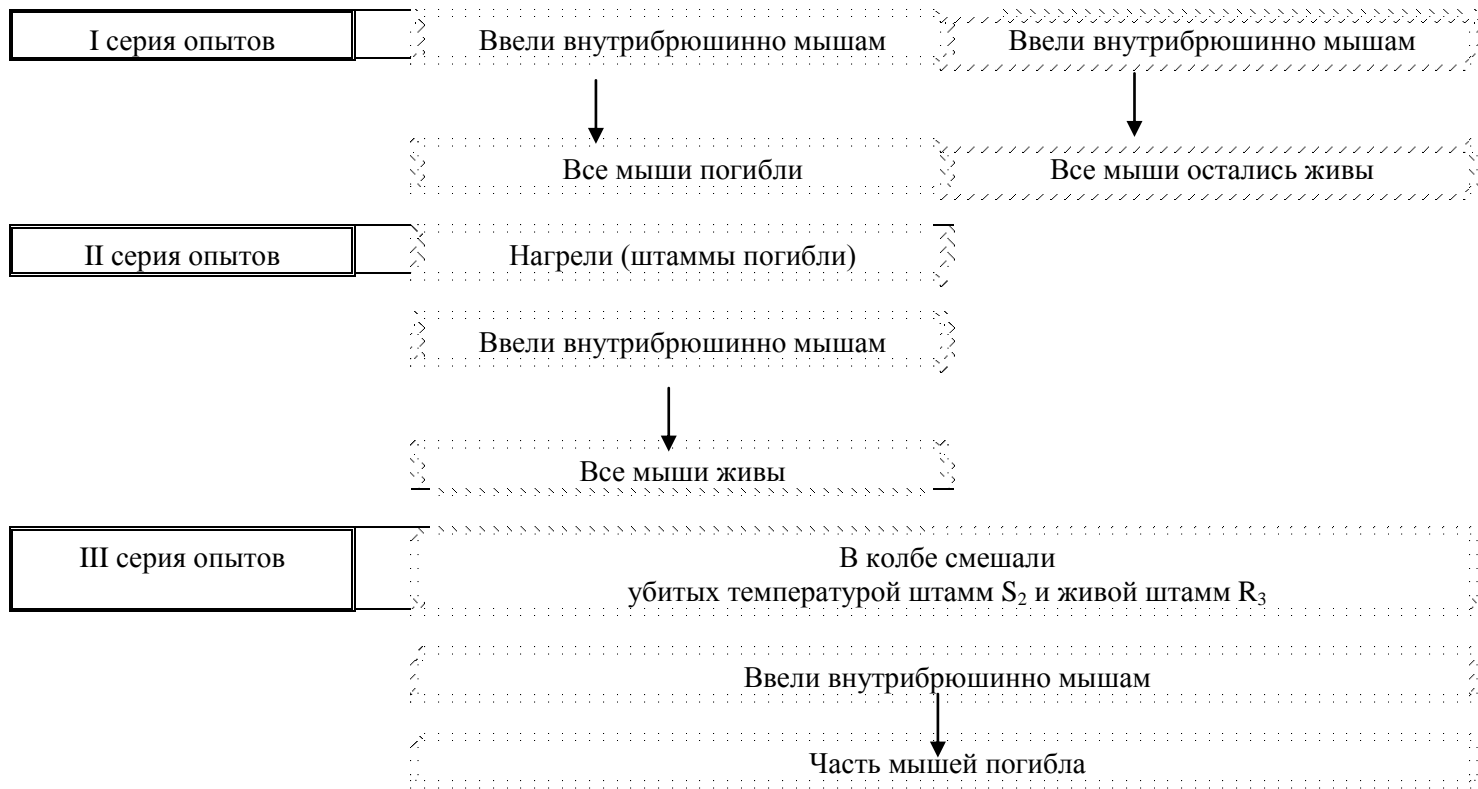 I серия опытов
Ввели внутрибрюшинно мышам
Ввели внутрибрюшинно мышам
Все мыши погибли
Все мыши остались живы
II серия опытов
Нагрели (штаммы погибли)
Ввели внутрибрюшинно мышам
Все мыши живы
III серия опытов
В колбе смешали
убитых температурой штамм S₂ и живой штамм R₃
Ввели внутрибрюшинно мышам
Часть мышей погибла